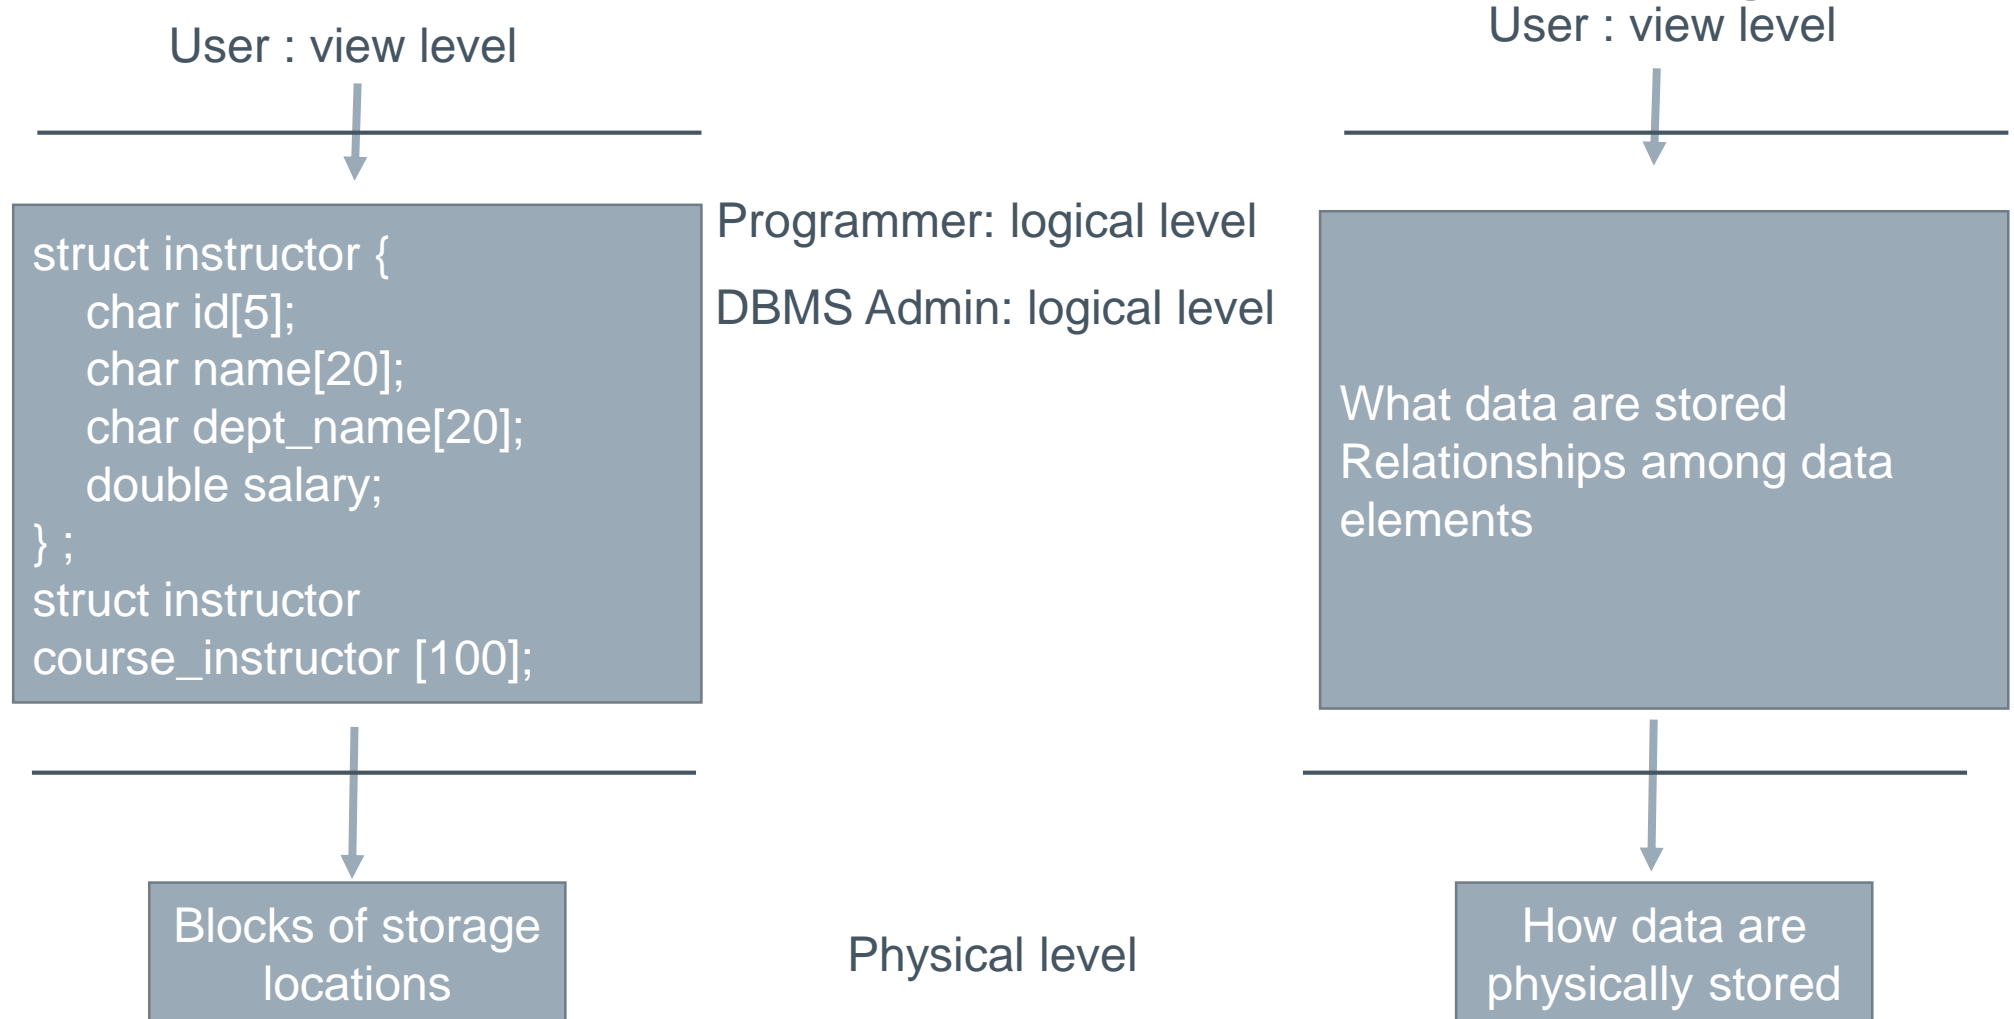 User : view level
struct instructor {
char id[5];
char name[20];
char dept_name[20];
double salary;
} ;
struct instructor
course_instructor [100];
Blocks of storage
locations
Programmer: logical level
DBMS Admin: logical level
Physical level
User : view level
What data are stored
Relationships among data
elements
How data are
physically stored